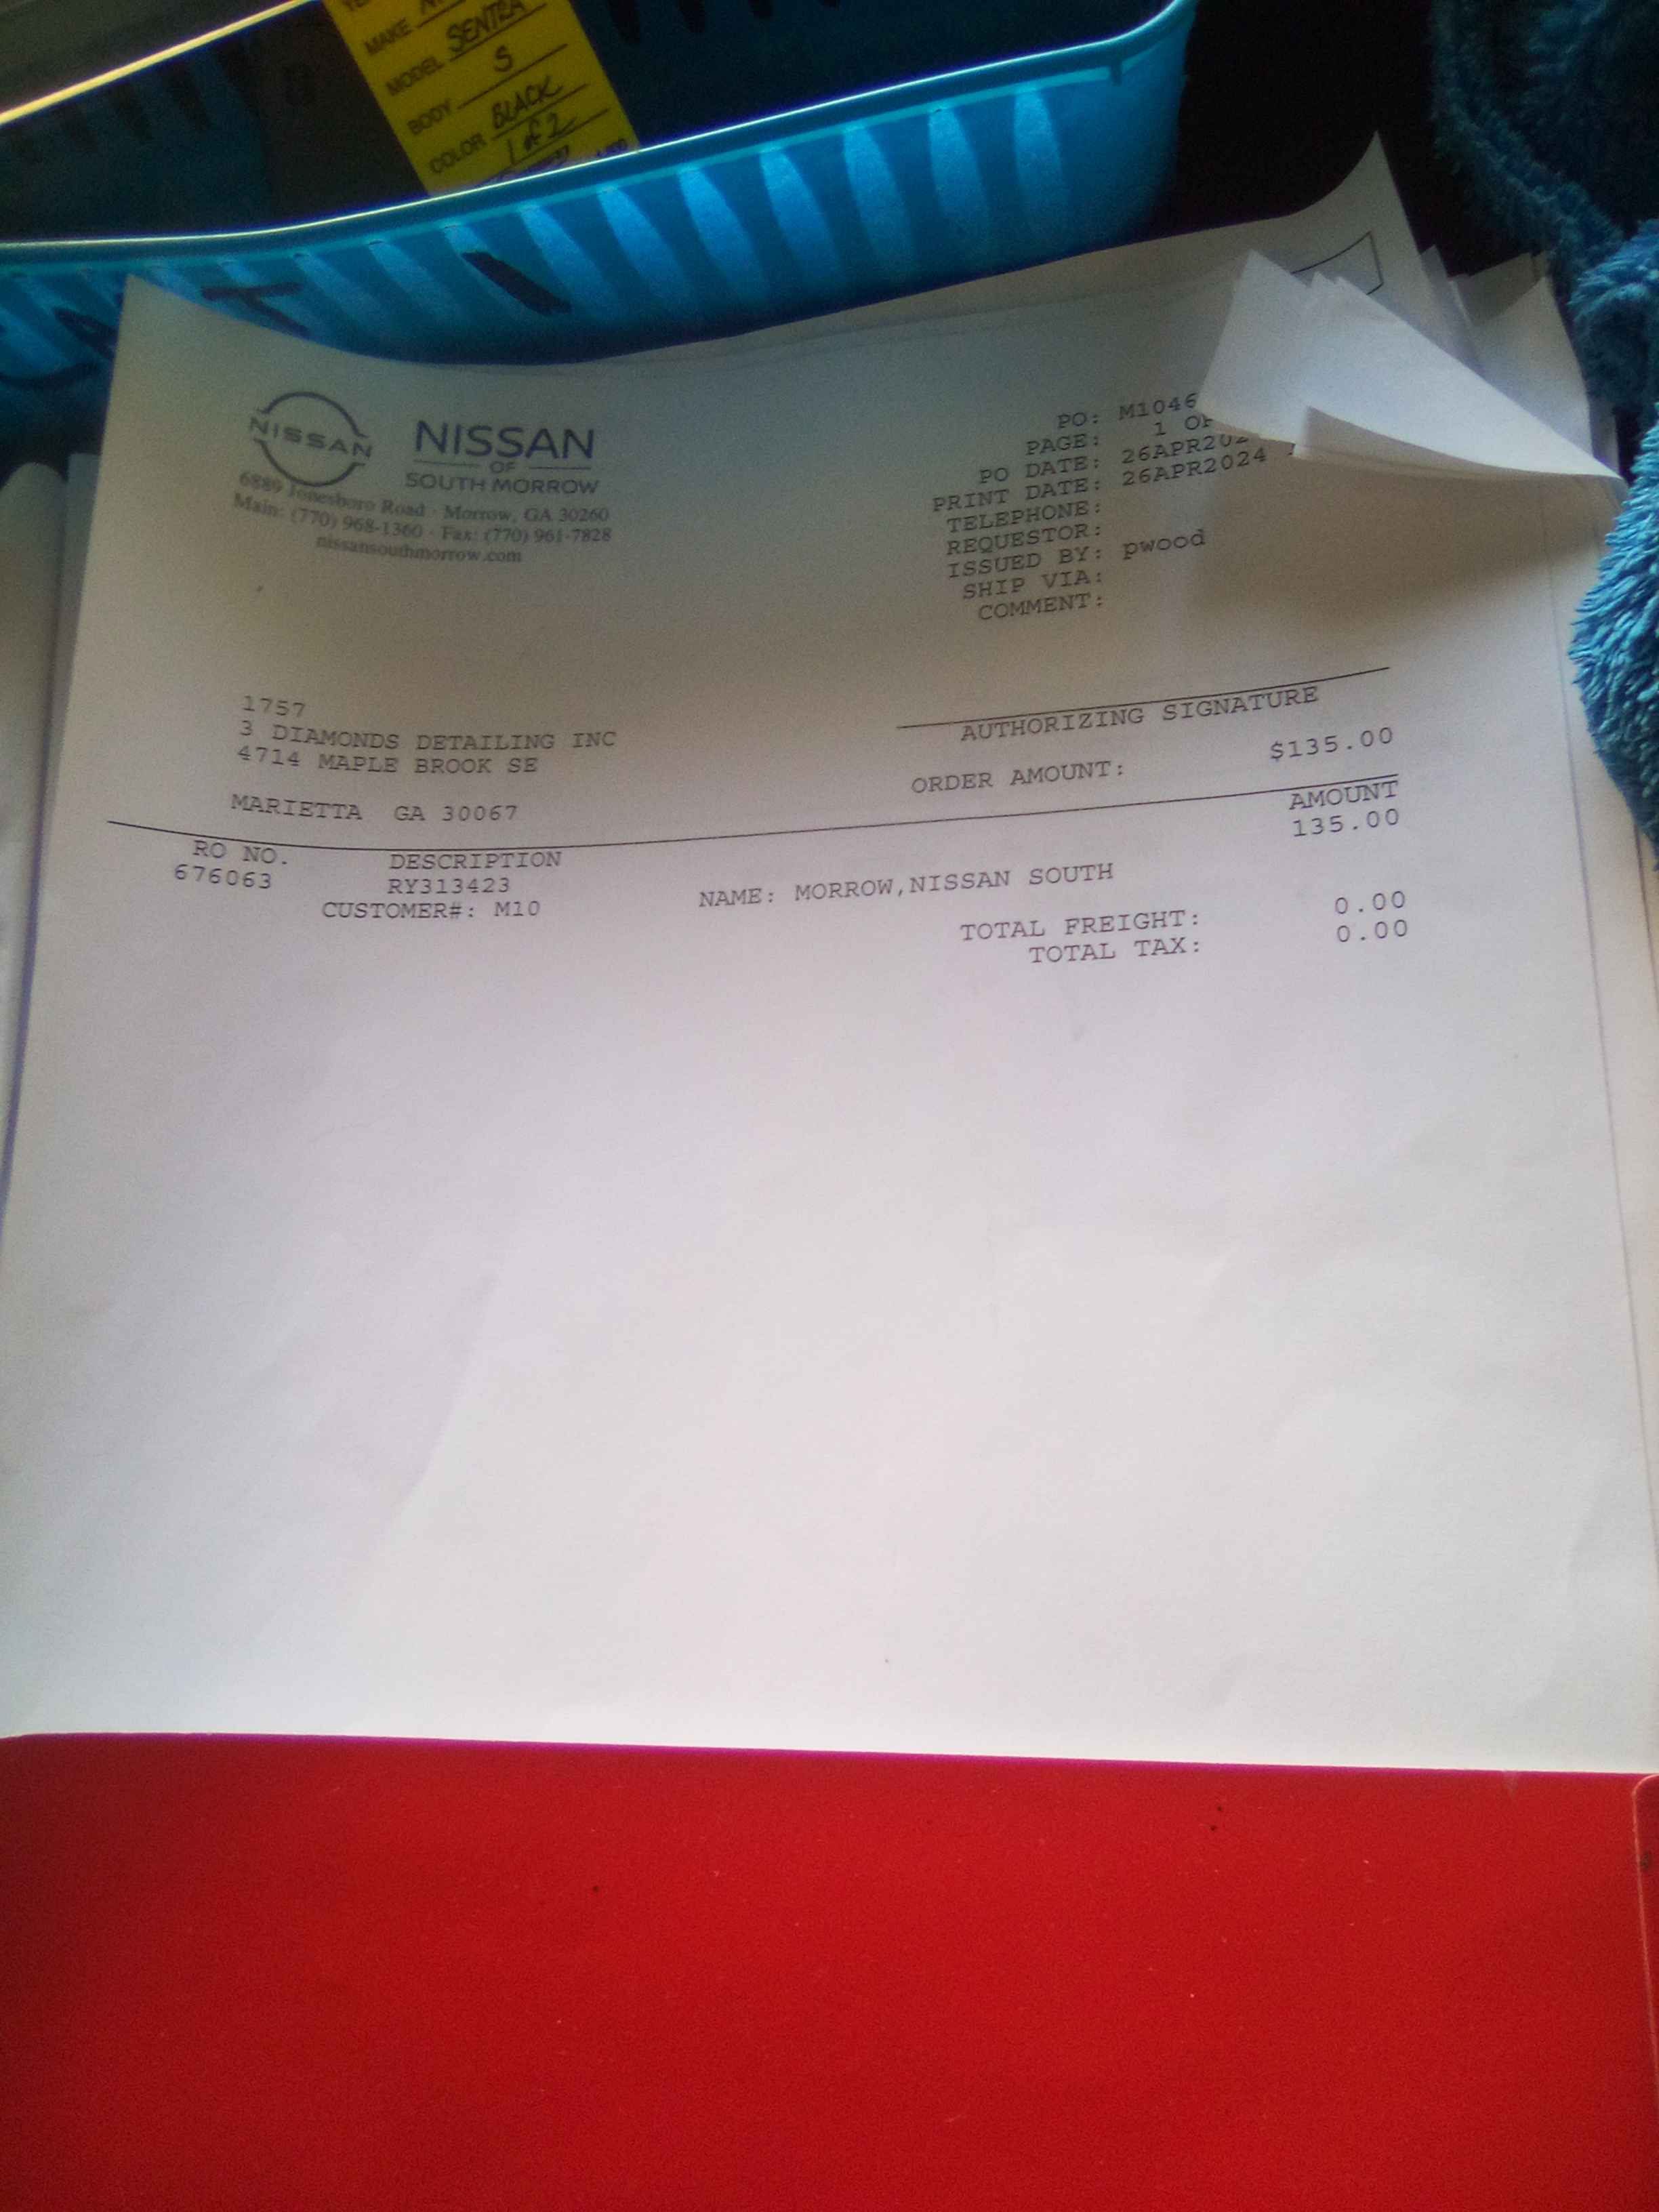 MAKE
MODEL SENTRA
BODY S
COLOR BLACK
1 of 2
NISSAN
NISSAN
OF
SOUTH MORROW
6889 Jonesboro Road · Morrow, GA 30260
Main: (770) 968-1360 · Fax: (770) 961-7828
nissansouthmorrow.com
PO: M1046
PAGE: 1 OF
PO DATE: 26APR202
PRINT DATE: 26APR2024
TELEPHONE:
REQUESTOR:
ISSUED BY: pwood
SHIP VIA:
COMMENT:
1757
3 DIAMONDS DETAILING INC
4714 MAPLE BROOK SE
MARIETTA GA 30067
AUTHORIZING SIGNATURE
ORDER AMOUNT: $135.00
RO NO. DESCRIPTION AMOUNT
676063 RY313423 135.00
CUSTOMER#: M10 NAME: MORROW,NISSAN SOUTH
TOTAL FREIGHT: 0.00
TOTAL TAX: 0.00